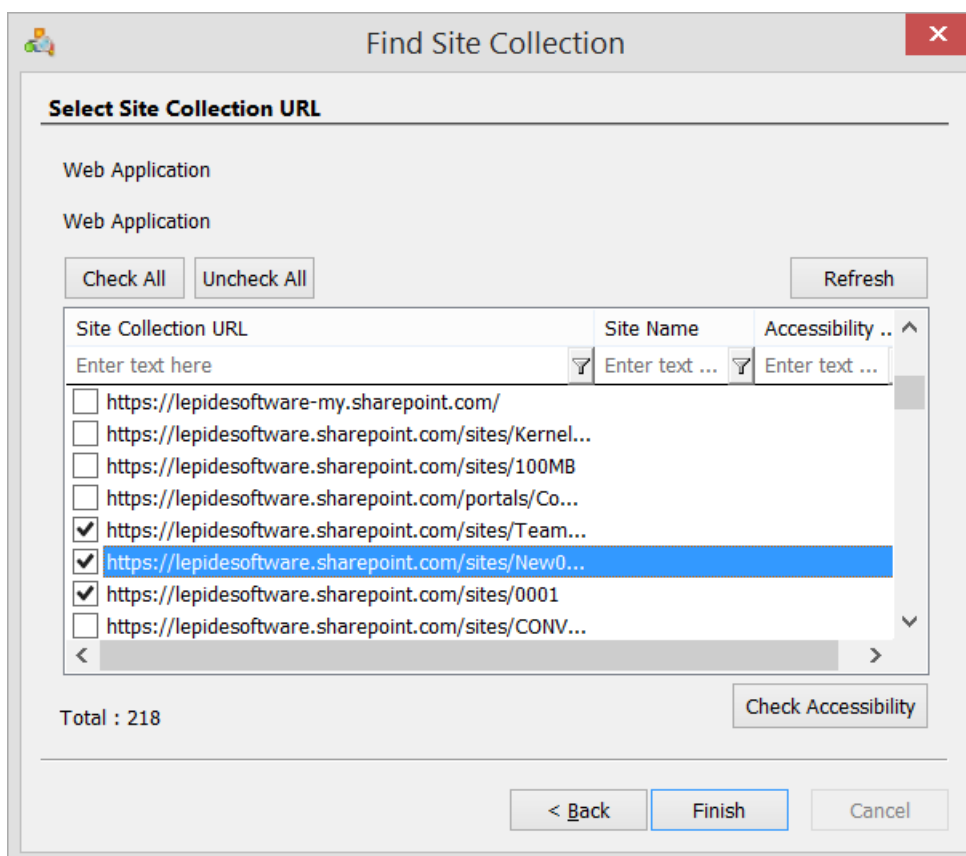 Find Site Collection
Select Site Collection URL
Web Application
Web Application
Check All Uncheck All Refresh
Site Collection URL Site Name Accessibility ..
Enter text here Enter text ... Enter text ...
https://lepidesoftware-my.sharepoint.com/
https://lepidesoftware.sharepoint.com/sites/Kernel...
https://lepidesoftware.sharepoint.com/sites/100MB
https://lepidesoftware.sharepoint.com/portals/Co...
https://lepidesoftware.sharepoint.com/sites/Team...
https://lepidesoftware.sharepoint.com/sites/New0...
https://lepidesoftware.sharepoint.com/sites/0001
https://lepidesoftware.sharepoint.com/sites/CONV...
Total : 218
Check Accessibility
< Back Finish Cancel